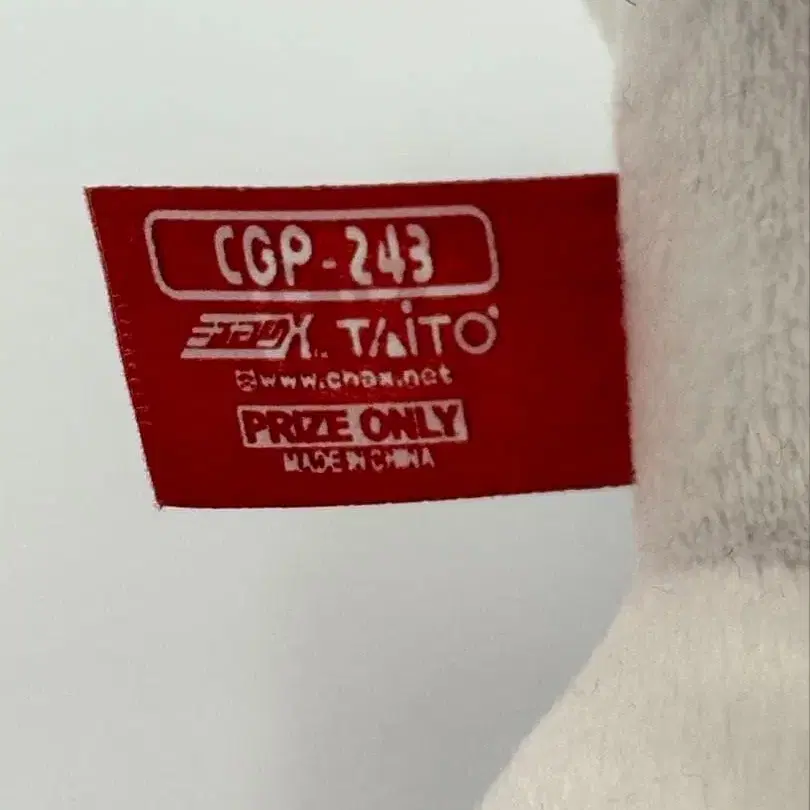 CGP-243
TAiTO
www.chax.net
PRIZE ONLY
MADE IN CHINA